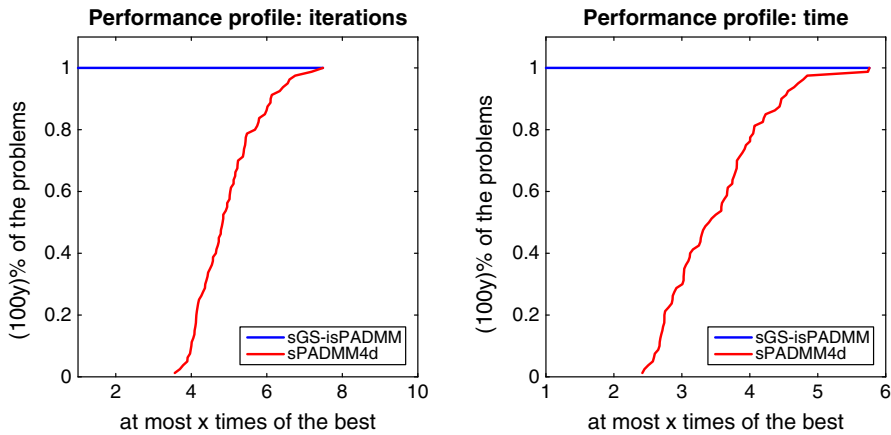 Performance profile: iterations
(100y)% of the problems
1
0.8
0.6
0.4
0.2
0
2
4
6
8
10
at most x times of the best
sGS-isPADMM
sPADMM4d
Performance profile: time
(100y)% of the problems
1
0.8
0.6
0.4
0.2
0
1
2
3
4
5
6
at most x times of the best
sGS-isPADMM
sPADMM4d